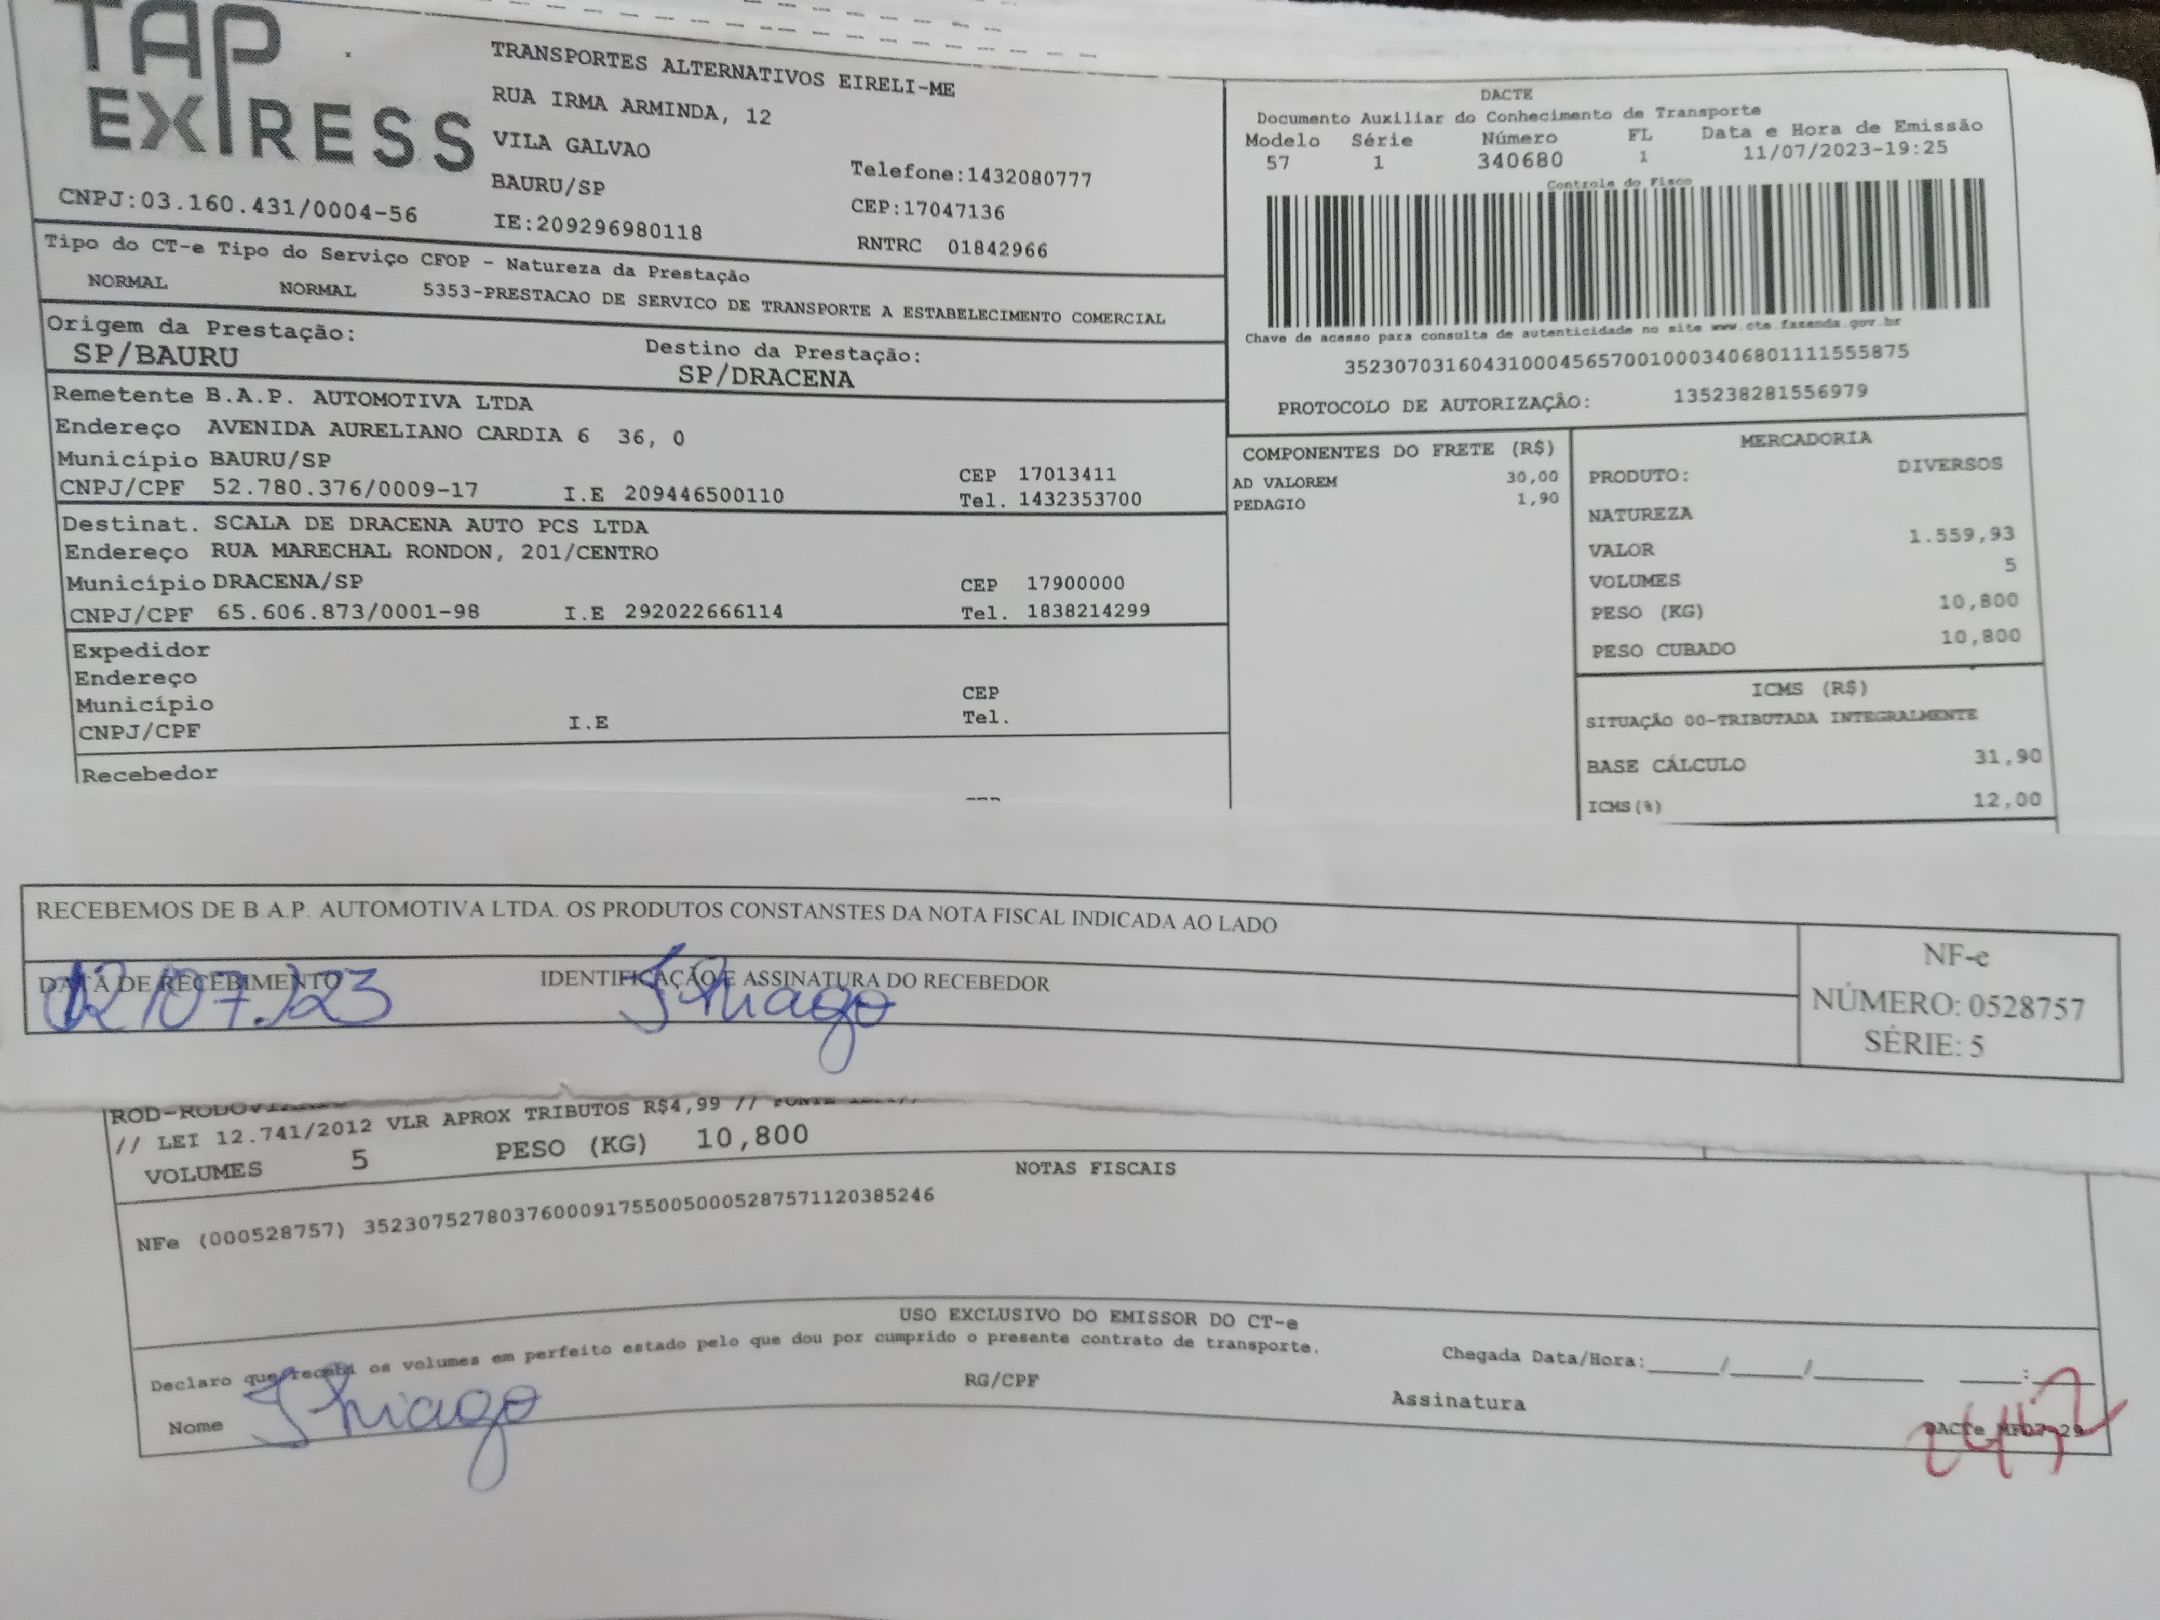 TAP
EXPRESS
TRANSPORTES ALTERNATIVOS EIRELI-ME
RUA IRMA ARMINDA, 12
VILA GALVAO
BAURU/SP
Telefone:1432080777
CEP:17047136
CNPJ:03.160.431/0004-56
IE:209296980118
RNTRC 01842966
DACTE
Documento Auxiliar do Conhecimento de Transporte
Modelo Série Número FL Data e Hora de Emissão
57 1 340680 1 11/07/2023-19:25
Controle do Fisco
Chave de acesso para consulta de autenticidade no site www.cte.fazenda.gov.br
35230703160431000456570010003406801111555875
PROTOCOLO DE AUTORIZAÇÃO: 135238281556979
Tipo do CT-e Tipo do Serviço CFOP - Natureza da Prestação
NORMAL NORMAL 5353-PRESTACAO DE SERVICO DE TRANSPORTE A ESTABELECIMENTO COMERCIAL
Origem da Prestação: Destino da Prestação:
SP/BAURU SP/DRACENA
Remetente B.A.P. AUTOMOTIVA LTDA
Endereço AVENIDA AURELIANO CARDIA 6 36, 0
Município BAURU/SP CEP 17013411
CNPJ/CPF 52.780.376/0009-17 I.E 209446500110 Tel. 1432353700
Destinat. SCALA DE DRACENA AUTO PCS LTDA
Endereço RUA MARECHAL RONDON, 201/CENTRO
Município DRACENA/SP CEP 17900000
CNPJ/CPF 65.606.873/0001-98 I.E 292022666114 Tel. 1838214299
Expedidor
Endereço
Município CEP
CNPJ/CPF I.E Tel.
Recebedor
COMPONENTES DO FRETE (R$)
AD VALOREM 30,00
PEDAGIO 1,90
MERCADORIA
PRODUTO: DIVERSOS
NATUREZA
VALOR 1.559,93
VOLUMES 5
PESO (KG) 10,800
PESO CUBADO 10,800
ICMS (R$)
SITUAÇÃO 00-TRIBUTADA INTEGRALMENTE
BASE CÁLCULO 31,90
ICMS(%) 12,00
RECEBEMOS DE B.A.P. AUTOMOTIVA LTDA. OS PRODUTOS CONSTANSTES DA NOTA FISCAL INDICADA AO LADO
DATA DE RECEBIMENTO IDENTIFICAÇÃO E ASSINATURA DO RECEBEDOR
12/07/23 Thiago
NF-e
NÚMERO: 0528757
SÉRIE: 5
// LEI 12.741/2012 VLR APROX TRIBUTOS R$4,99 //
VOLUMES 5 PESO (KG) 10,800
NOTAS FISCAIS
NFe (000528757) 35230752780376000917550050005287571120385246
USO EXCLUSIVO DO EMISSOR DO CT-e
Declaro que recebi os volumes em perfeito estado pelo que dou por cumprido o presente contrato de transporte.
Chegada Data/Hora:____/____/______ ___:___
Nome Thiago RG/CPF Assinatura
DACTe